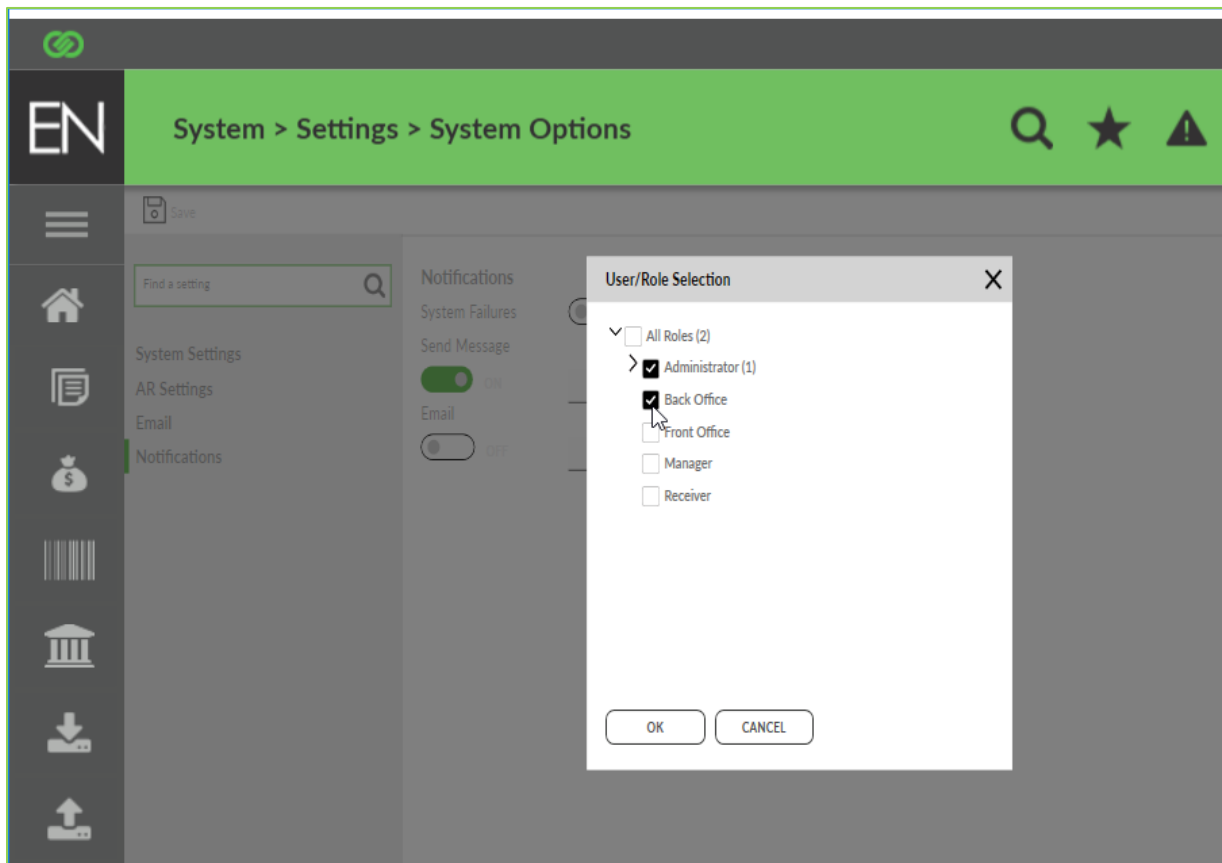 EN
System > Settings > System Options
Save
Find a setting
System Settings
AR Settings
Email
Notifications
Notifications
System Failures
Send Message
ON
Email
OFF
User/Role Selection
X
All Roles (2)
Administrator (1)
Back Office
Front Office
Manager
Receiver
OK
CANCEL